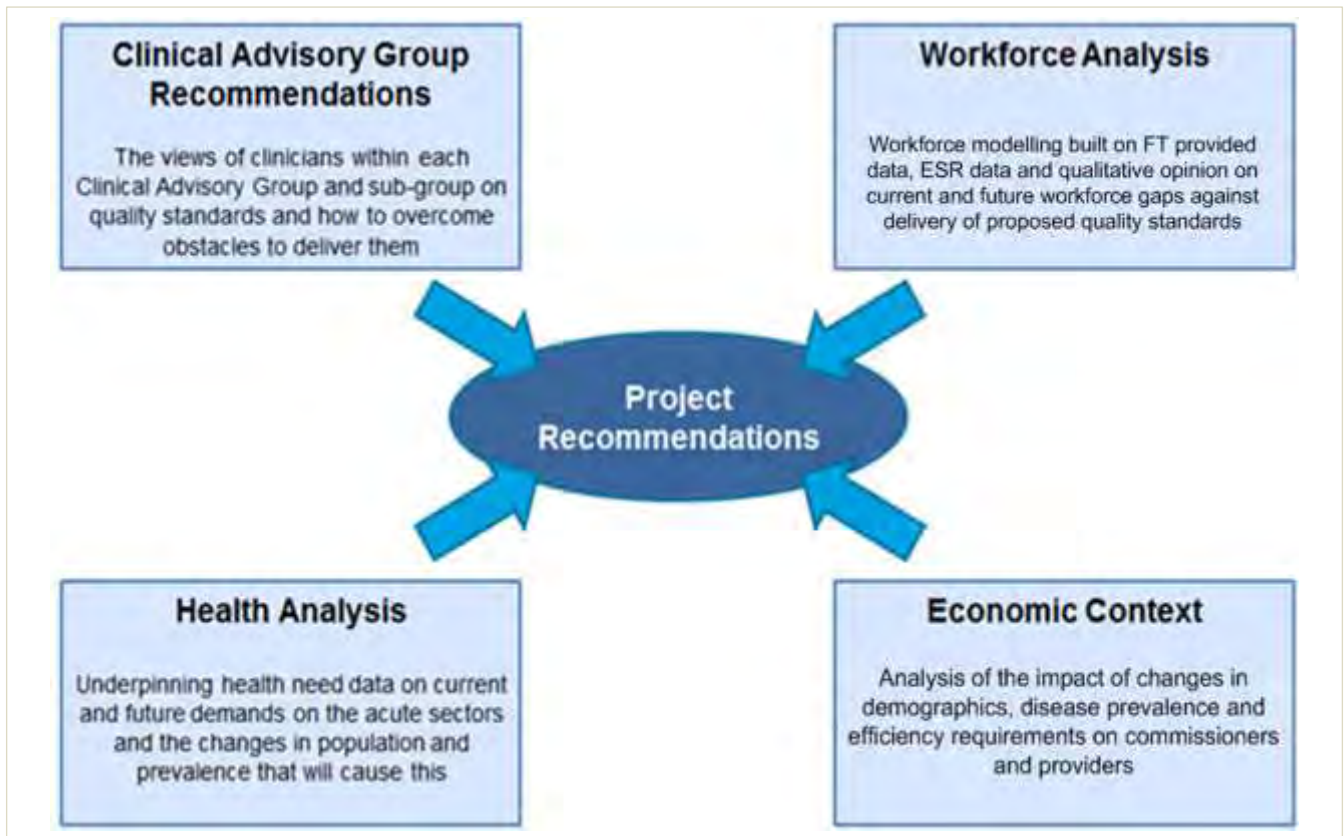 Clinical Advisory Group
Recommendations
The views of clinicians within each
Clinical Advisory Group and sub-group on
quality standards and how to overcome
obstacles to deliver them
Workforce Analysis
Workforce modelling built on FT provided
data, ESR data and qualitative opinion on
current and future workforce gaps against
delivery of proposed quality standards
Project
Recommendations
Health Analysis
Underpinning health need data on current
and future demands on the acute sectors
and the changes in population and
prevalence that will cause this
Economic Context
Analysis of the impact of changes in
demographics, disease prevalence and
efficiency requirements on commissioners
and providers